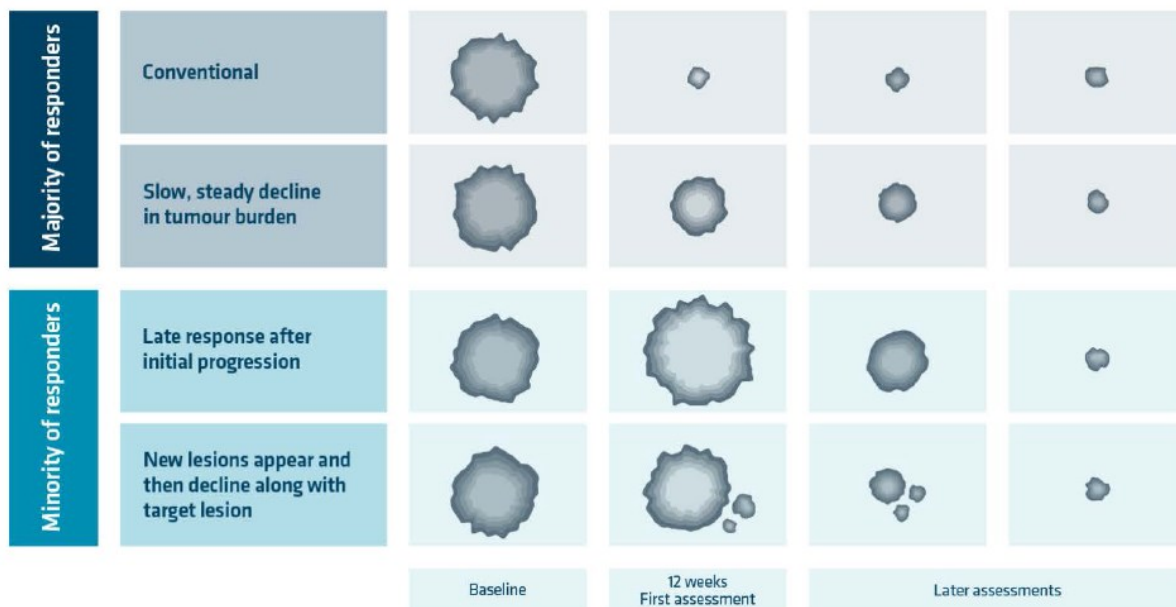 Majority of responders
Conventional
Slow, steady decline
in tumour burden
Minority of responders
Late response after
initial progression
New lesions appear and
then decline along with
target lesion
Baseline
12 weeks
First assessment
Later assessments